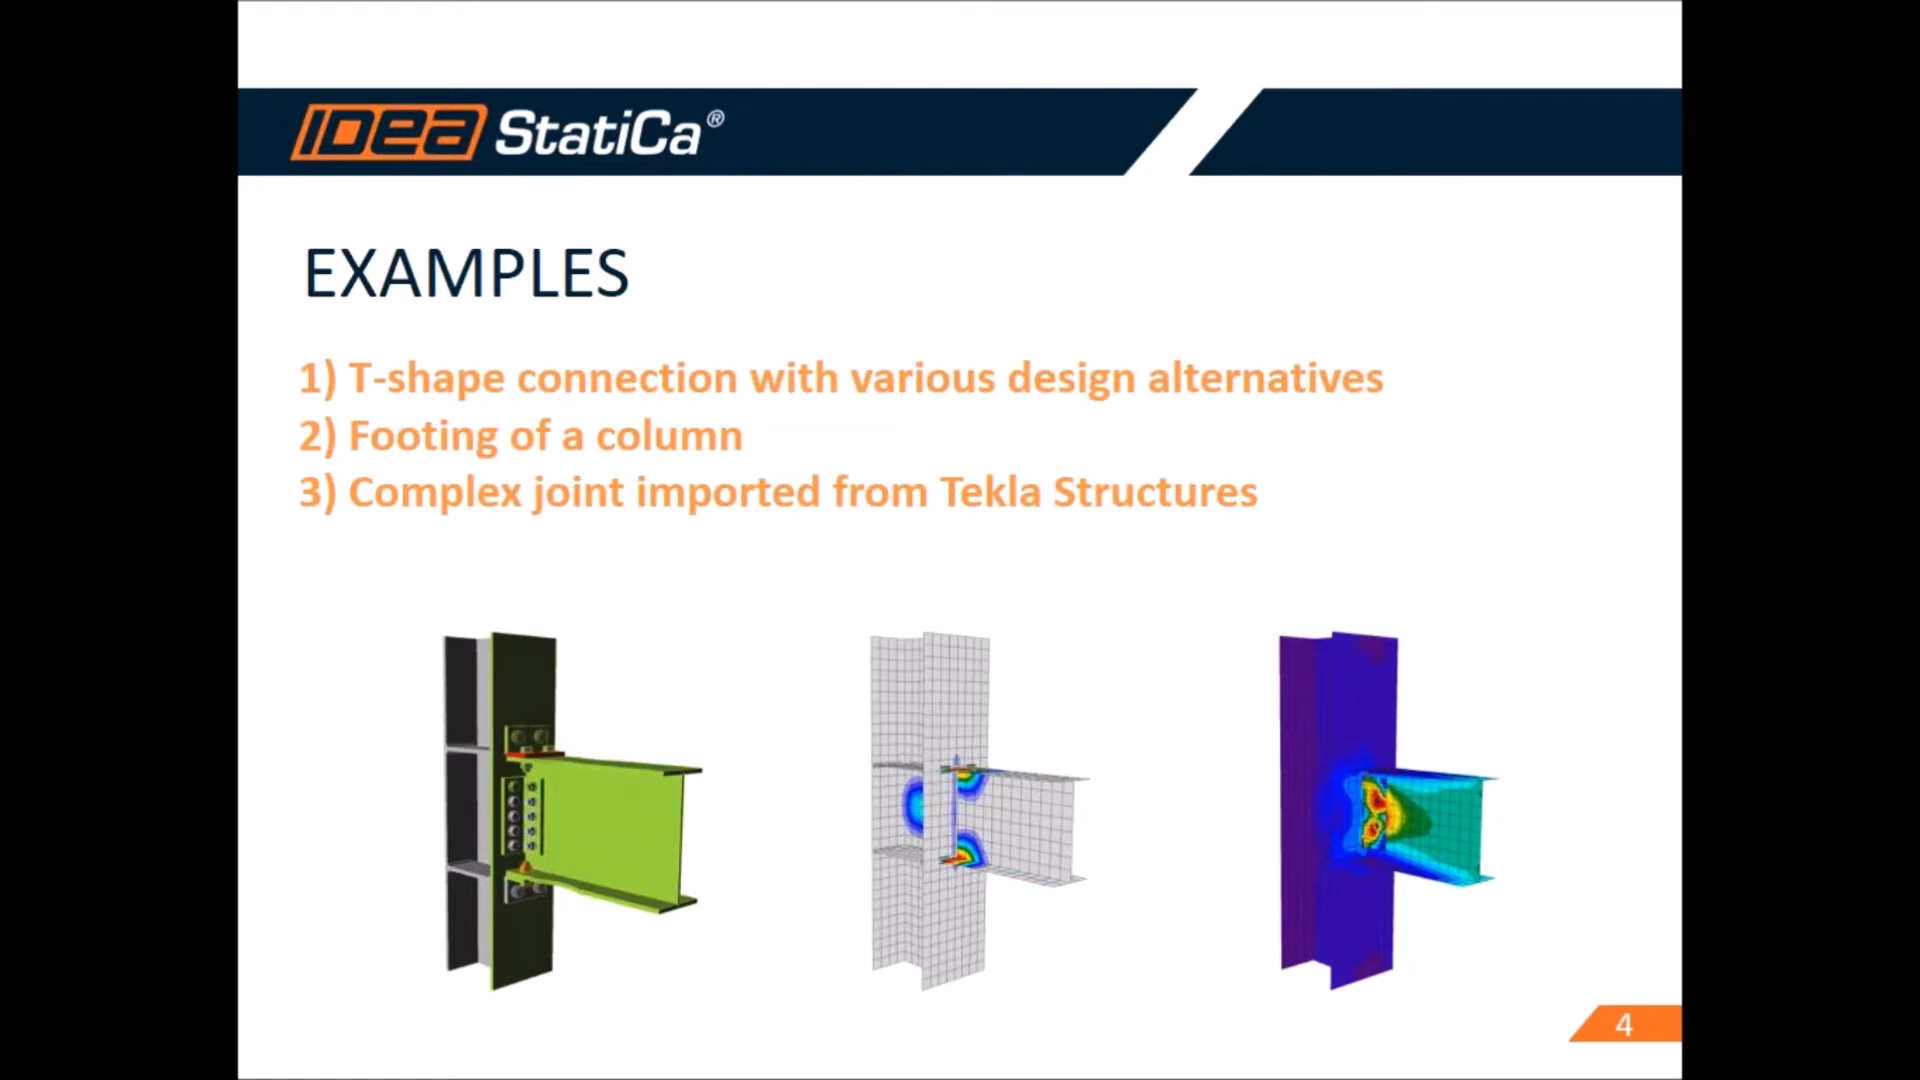 IDEA StatiCa®
EXAMPLES
1) T-shape connection with various design alternatives
2) Footing of a column
3) Complex joint imported from Tekla Structures
4